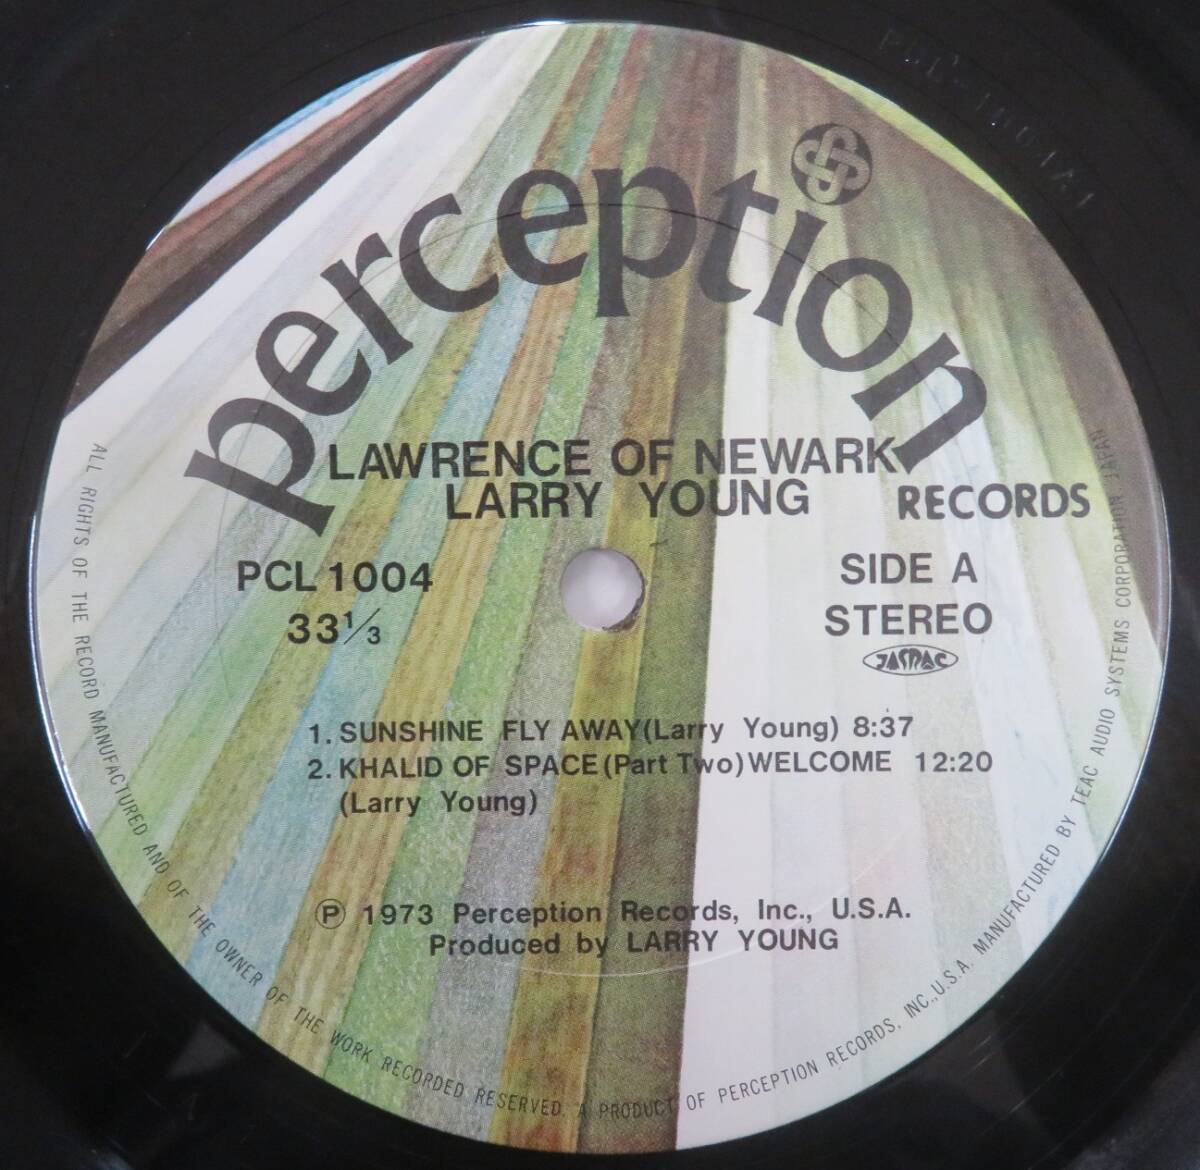 perception
LAWRENCE OF NEWARK
LARRY YOUNG
RECORDS
PCL 1004
33⅓
SIDE A
STEREO
JASRAC
1. SUNSHINE FLY AWAY (Larry Young) 8:37
2. KHALID OF SPACE (Part Two) WELCOME 12:20
(Larry Young)
℗ 1973 Perception Records, Inc., U.S.A.
Produced by LARRY YOUNG
ALL RIGHTS OF THE RECORD MANUFACTURED AND OF THE OWNER OF THE WORK RECORDED RESERVED. A PRODUCT OF PERCEPTION RECORDS, INC., U.S.A. MANUFACTURED BY TEAC AUDIO SYSTEMS CORPORATION JAPAN